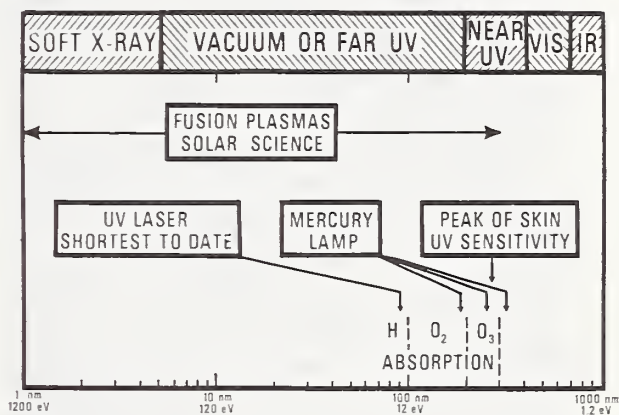 SOFT X-RAY VACUUM OR FAR UV NEAR UV VIS IR
FUSION PLASMAS
SOLAR SCIENCE
UV LASER
SHORTEST TO DATE
MERCURY
LAMP
PEAK OF SKIN
UV SENSITIVITY
H O₂ O₃
ABSORPTION
1 nm 10 nm 100 nm 1000 nm
1200 eV 120 eV 12 eV 1.2 eV